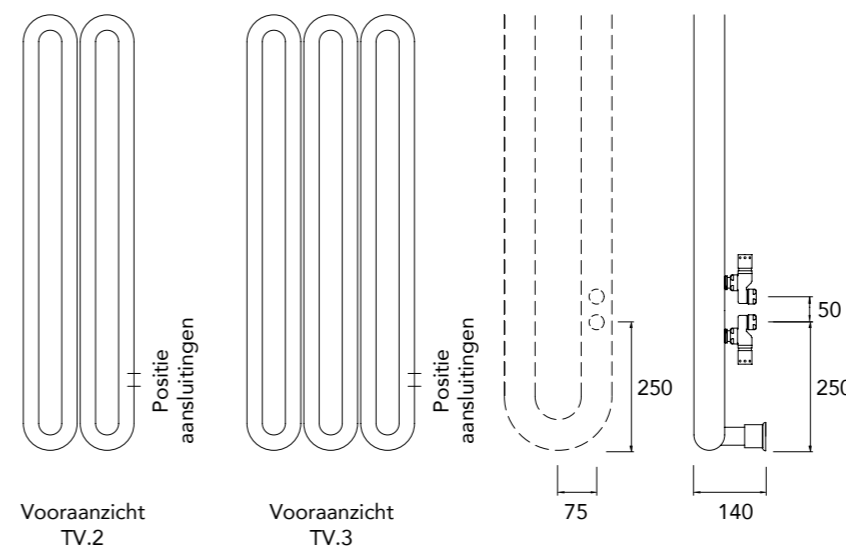 Positie
aansluitingen
Positie
aansluitingen
50
250
250
75
140
Vooraanzicht
TV.2
Vooraanzicht
TV.3